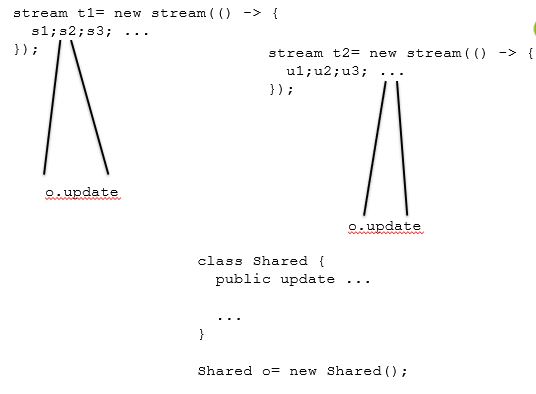 stream t1= new stream(() -> {
s1;s2;s3; ...
});
stream t2= new stream(() -> {
u1;u2;u3; ...
});
o.update
o.update
class Shared {
public update ...
...
}
Shared o= new Shared();